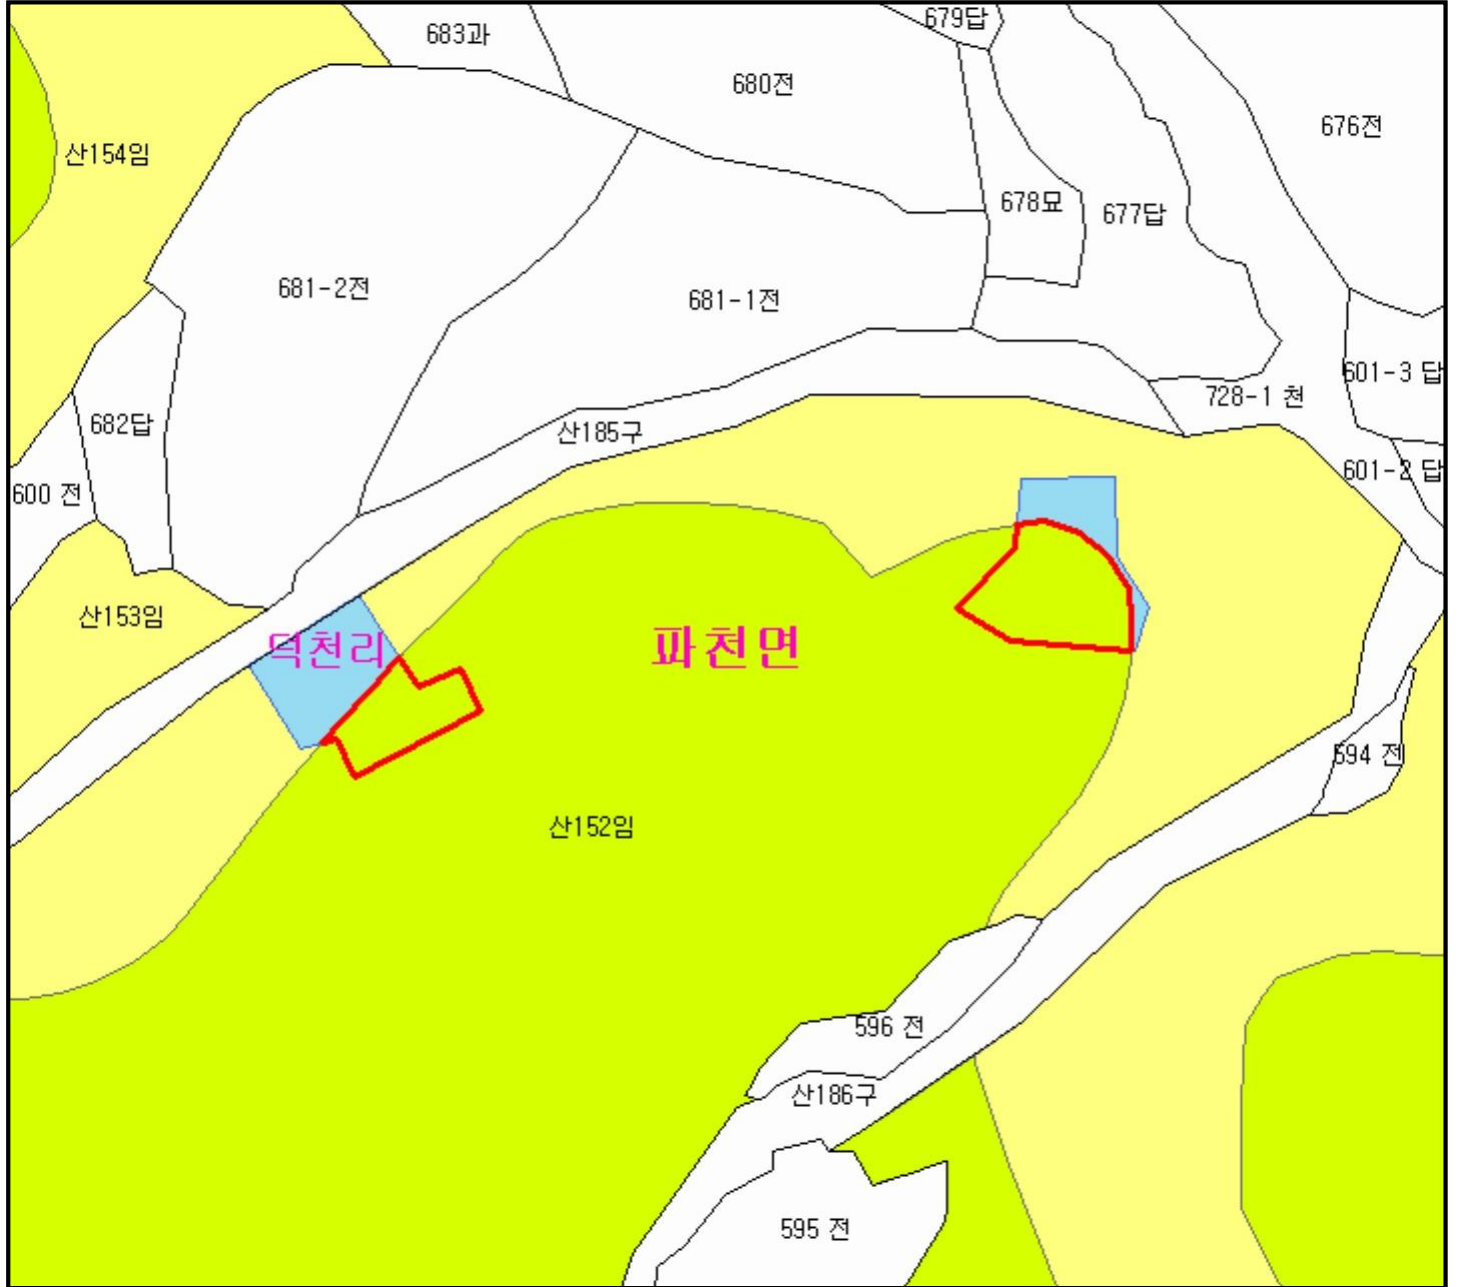 679답
683과
680전
676전
산154임
678묘
677답
681-2전
681-1전
601-3 답
728-1 천
682답
산185구
601-2 답
600 전
산153임
덕천리
파천면
594 전
산152임
596 전
산186구
595 전